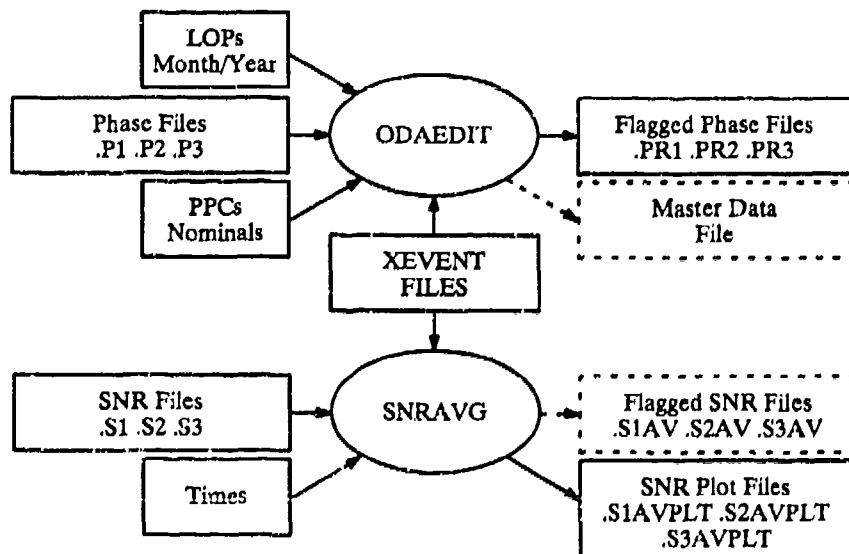 LOPs
Month/Year
Phase Files
.P1 .P2 .P3
PPCs
Nominals
ODAEDIT
Flagged Phase Files
.PR1 .PR2 .PR3
Master Data
File
XEVENT
FILES
SNR Files
.S1 .S2 .S3
Times
SNRAVG
Flagged SNR Files
.S1AV .S2AV .S3AV
SNR Plot Files
.S1AVPLT .S2AVPLT
.S3AVPLT